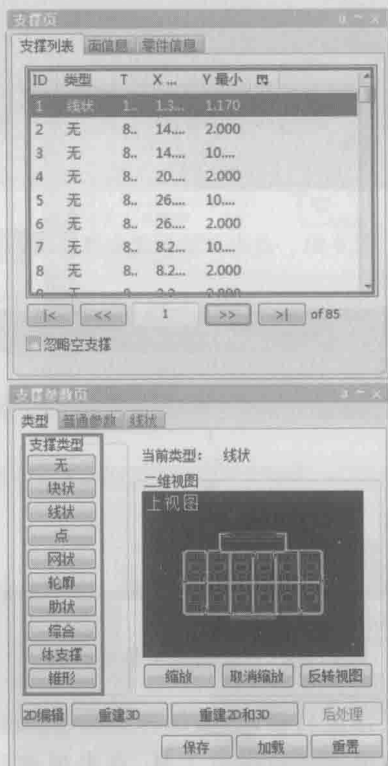 支撑页
支撑列表 面信息 零件信息
ID 类型 T X ... Y 最小
1 线状 1.. 1.3... 1.170
2 无 8.. 14.... 2.000
3 无 8.. 14.... 10....
4 无 8.. 20.... 2.000
5 无 8.. 26.... 10....
6 无 8.. 26.... 2.000
7 无 8.. 8.2... 10....
8 无 8.. 8.2... 2.000
|< << 1 >> >| of 85
忽略空支撑
支撑参数页
类型 普通参数 线状
支撑类型
无
块状
线状
点
网状
轮廓
肋状
综合
体支撑
锥形
当前类型: 线状
二维视图
上视图
缩放 取消缩放 反转视图
2D编辑 重建3D 重建2D和3D 后处理
保存 加载 重置